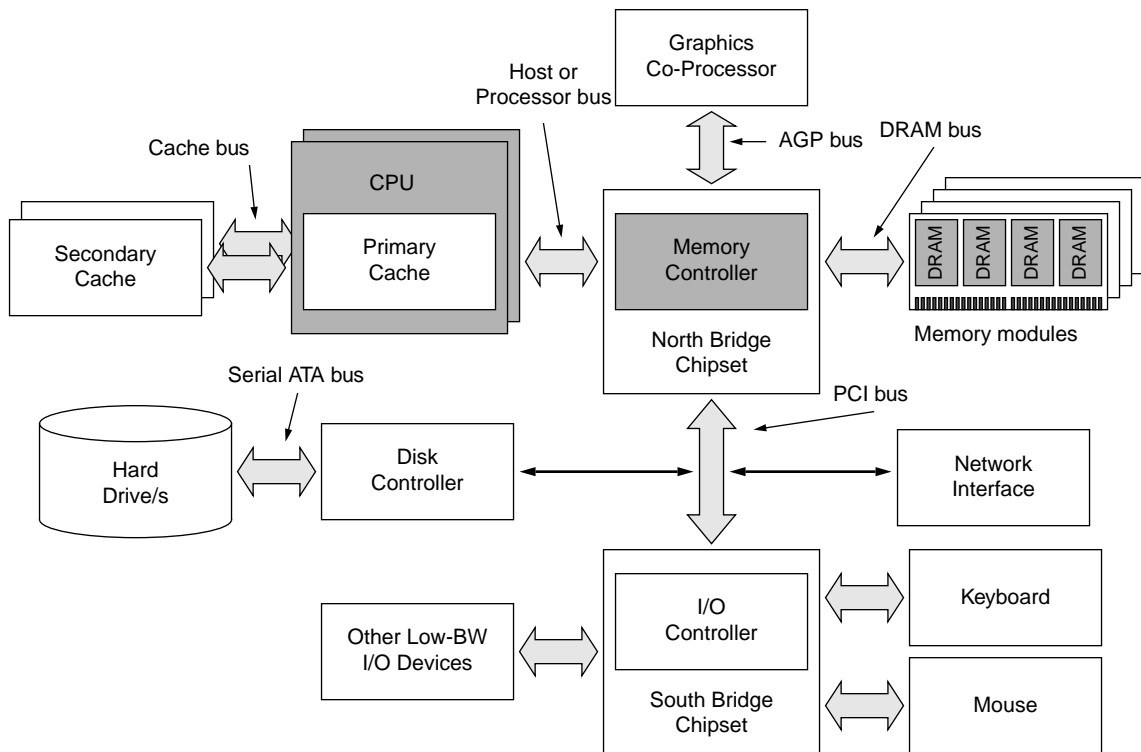 Graphics
Co-Processor
Host or
Processor bus
AGP bus
DRAM bus
Cache bus
CPU
Secondary
Cache
Primary
Cache
Memory
Controller
DRAM
DRAM
DRAM
DRAM
North Bridge
Chipset
Memory modules
Serial ATA bus
PCI bus
Hard
Drive/s
Disk
Controller
Network
Interface
Other Low-BW
I/O Devices
I/O
Controller
Keyboard
South Bridge
Chipset
Mouse